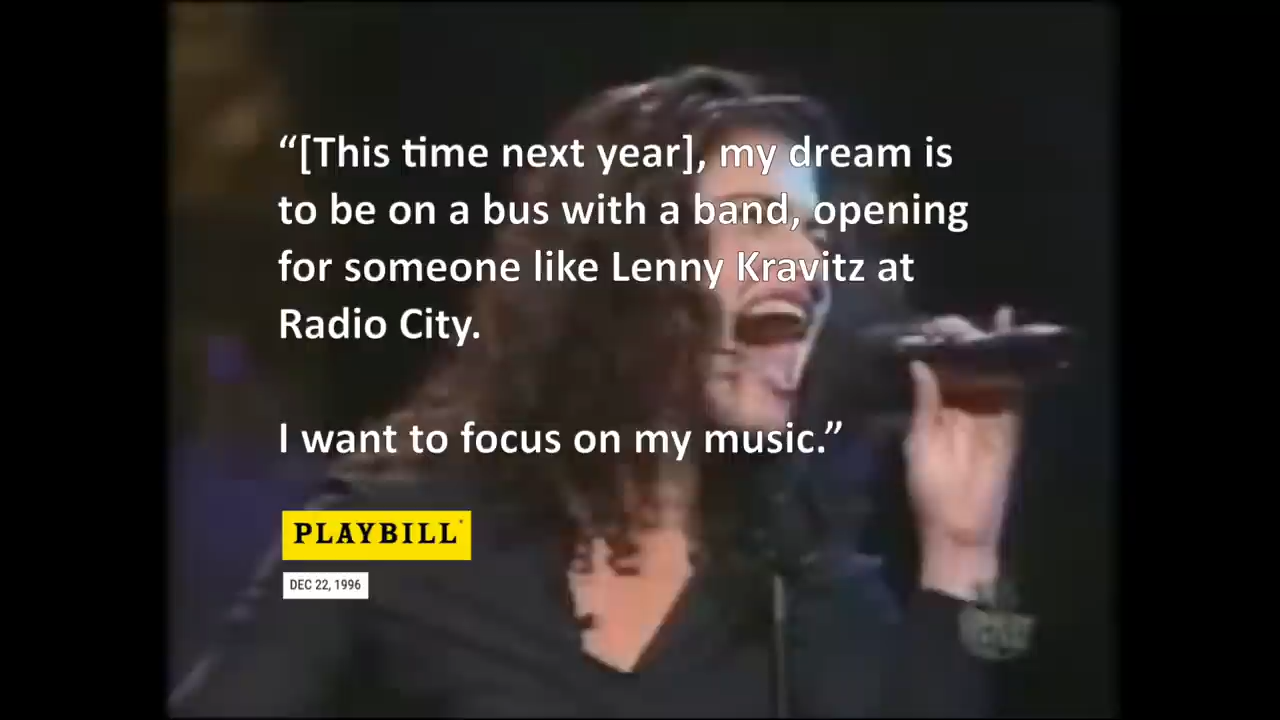 “[This time next year], my dream is
to be on a bus with a band, opening
for someone like Lenny Kravitz at
Radio City.
I want to focus on my music.”
PLAYBILL
DEC 22, 1996